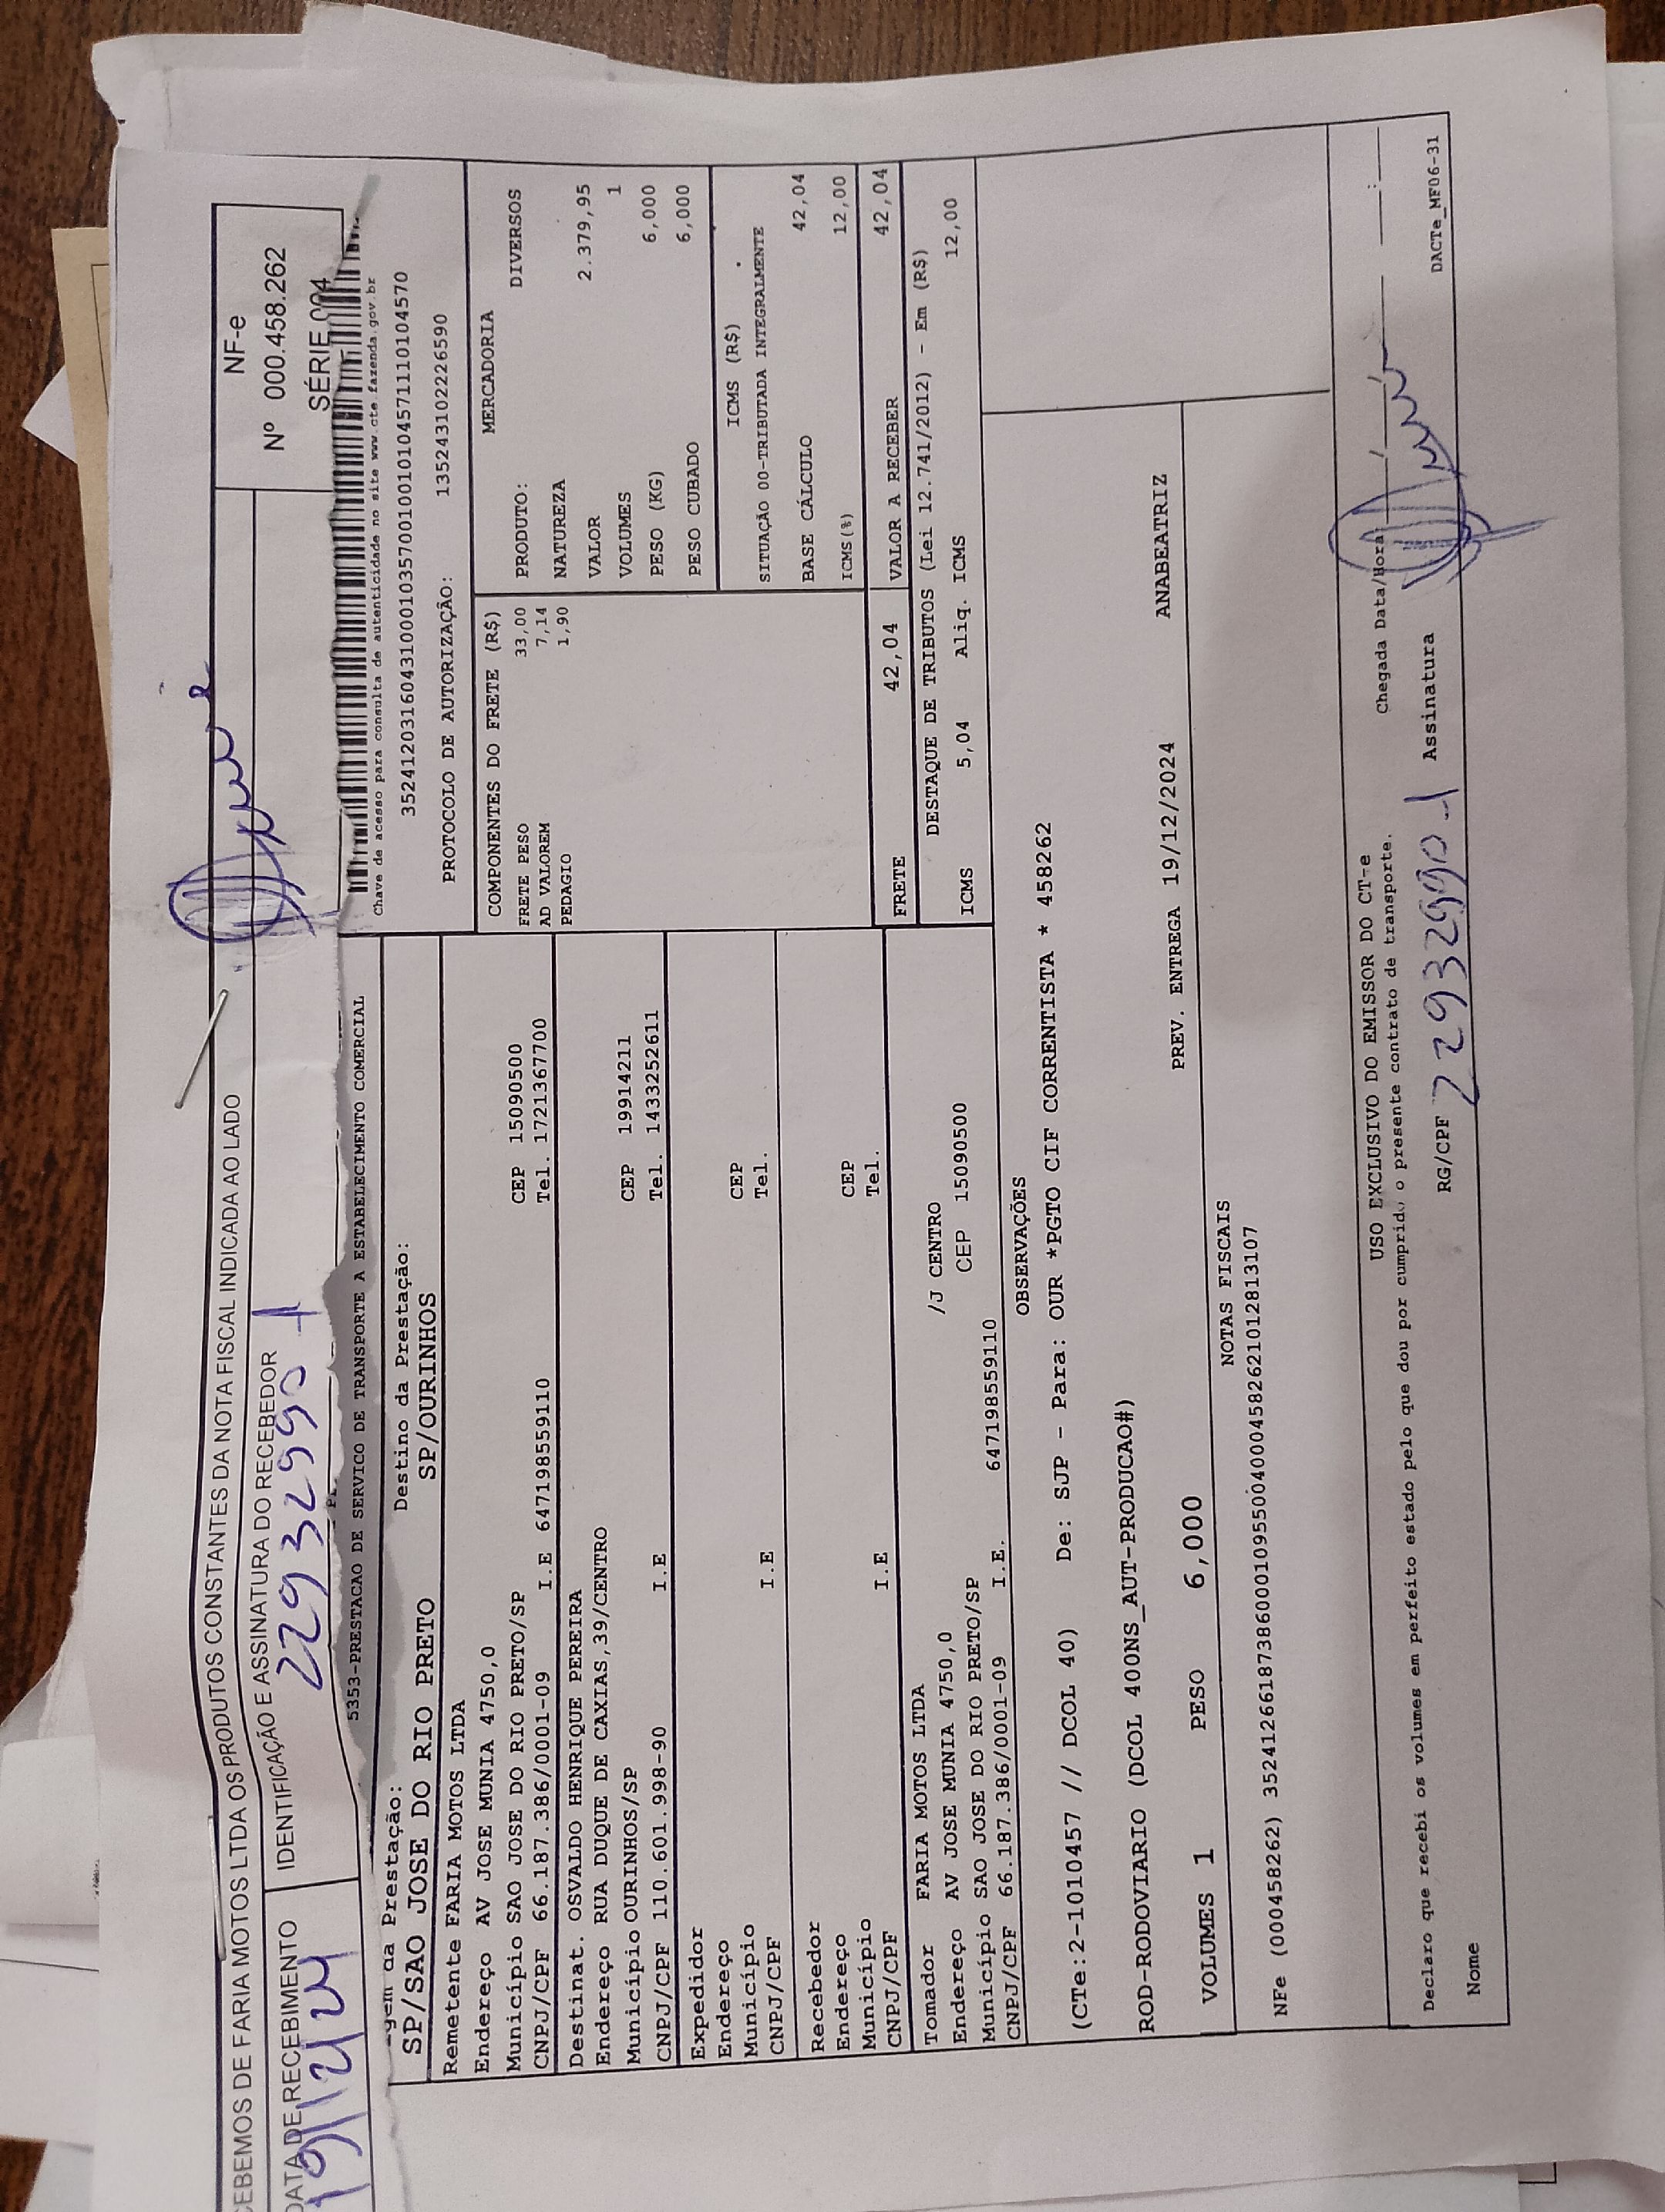 CEBEMOS DE FARIA MOTOS LTDA OS PRODUTOS CONSTANTES DA NOTA FISCAL INDICADA AO LADO
DATA DE RECEBIMENTO
IDENTIFICAÇÃO E ASSINATURA DO RECEBEDOR
22932990-1
NF-e
Nº 000.458.262
SÉRIE 004
5353-PRESTACAO DE SERVICO DE TRANSPORTE A ESTABELECIMENTO COMERCIAL
Chave de acesso para consulta de autenticidade no site www.cte.fazenda.gov.br
35241203160431000103570010010104571110104570
PROTOCOLO DE AUTORIZAÇÃO: 135243102226590
gem da Prestação:
SP/SAO JOSE DO RIO PRETO
Destino da Prestação:
SP/OURINHOS
Remetente FARIA MOTOS LTDA
Endereço AV JOSE MUNIA 4750,0
Município SAO JOSE DO RIO PRETO/SP CEP 15090500
CNPJ/CPF 66.187.386/0001-09 I.E 647198559110 Tel. 1721367700
Destinat. OSVALDO HENRIQUE PEREIRA
Endereço RUA DUQUE DE CAXIAS,39/CENTRO
Município OURINHOS/SP CEP 19914211
CNPJ/CPF 110.601.998-90 I.E Tel. 1433252611
Expedidor
Endereço
Município CEP
CNPJ/CPF I.E Tel.
Recebedor
Endereço
Município CEP
CNPJ/CPF I.E Tel.
Tomador FARIA MOTOS LTDA
Endereço AV JOSE MUNIA 4750,0 /J CENTRO
Município SAO JOSE DO RIO PRETO/SP CEP 15090500
CNPJ/CPF 66.187.386/0001-09 I.E. 647198559110
COMPONENTES DO FRETE (R$)
FRETE PESO 33,00
AD VALOREM 7,14
PEDAGIO 1,90
MERCADORIA
PRODUTO: DIVERSOS
NATUREZA
VALOR 2.379,95
VOLUMES 1
PESO (KG) 6,000
PESO CUBADO 6,000
ICMS (R$)
SITUAÇÃO 00-TRIBUTADA INTEGRALMENTE
BASE CÁLCULO 42,04
ICMS(%) 12,00
FRETE 42,04
VALOR A RECEBER 42,04
DESTAQUE DE TRIBUTOS (Lei 12.741/2012) - Em (R$)
ICMS 5,04 Aliq. ICMS 12,00
OBSERVAÇÕES
(CTe:2-1010457 // DCOL 40) De: SJP - Para: OUR *PGTO CIF CORRENTISTA * 458262
ROD-RODOVIARIO (DCOL 400NS_AUT-PRODUCAO#)
PREV. ENTREGA 19/12/2024 ANABEATRIZ
VOLUMES 1 PESO 6,000
NOTAS FISCAIS
NFe (000458262) 35241266187386000109550040004582621012813107
USO EXCLUSIVO DO EMISSOR DO CT-e
Chegada Data/Hora: / / :
Declaro que recebi os volumes em perfeito estado pelo que dou por cumprido o presente contrato de transporte.
Nome RG/CPF 22932990-1 Assinatura
DACTe_MF06-31